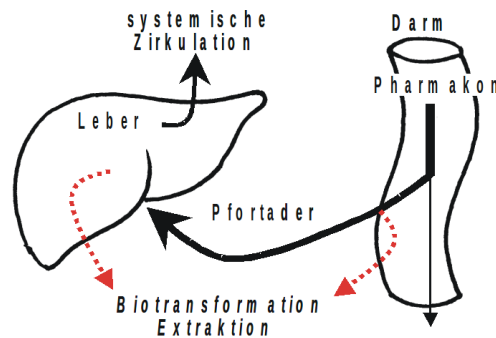 systemische
Zirkulation
Darm
Pharmakon
Leber
Pfortader
Biotransformation
Extraktion